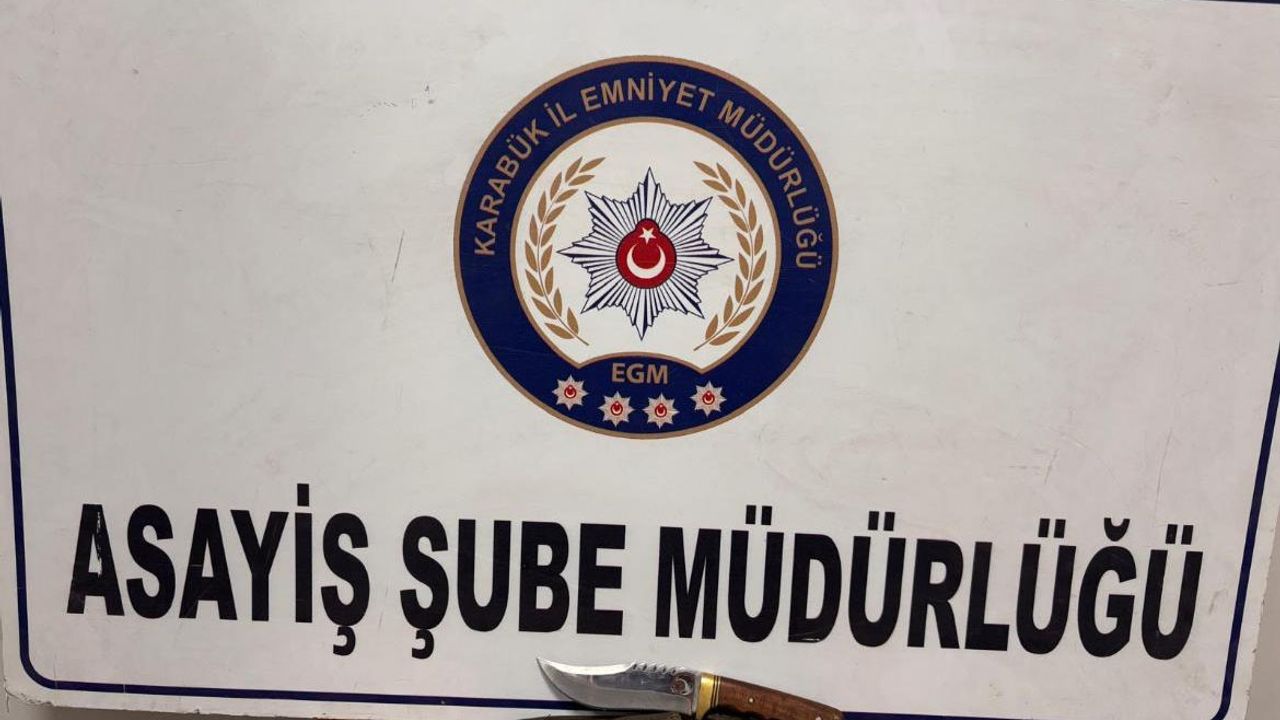 KARABÜK İL EMNİYET MÜDÜRLÜĞÜ
EGM
ASAYİŞ ŞUBE MÜDÜRLÜĞÜ